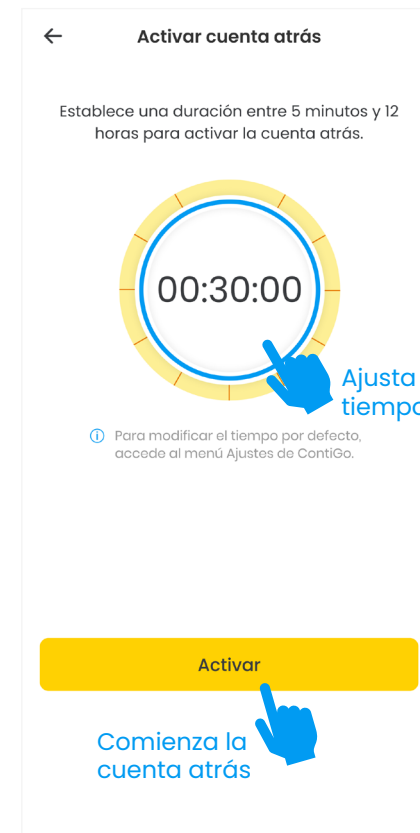 Activar cuenta atrás
Establece una duración entre 5 minutos y 12
horas para activar la cuenta atrás.
00:30:00
Ajusta
tiempo
Para modificar el tiempo por defecto,
accede al menú Ajustes de ContiGo.
Activar
Comienza la
cuenta atrás